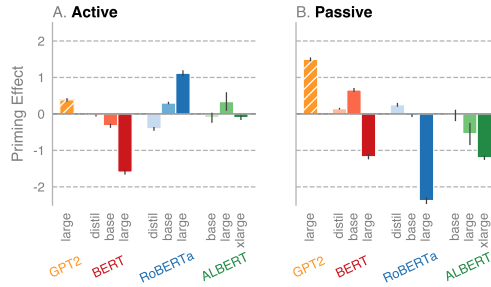 A. Active
B. Passive
Priming Effect
2
1
0
-1
-2
large
distil
base
large
distil
base
large
base
large
xlarge
GPT2
BERT
RoBERTa
ALBERT
large
distil
base
large
distil
base
large
base
large
xlarge
GPT2
BERT
RoBERTa
ALBERT